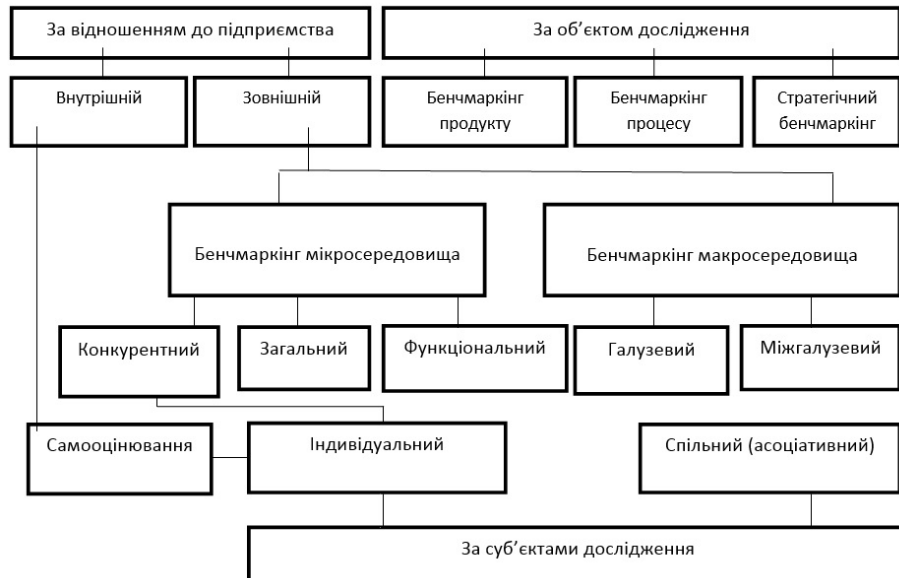 За відношенням до підприємства
За об’єктом дослідження
Внутрішній
Зовнішній
Бенчмаркінг
продукту
Бенчмаркінг
процесу
Стратегічний
бенчмаркінг
Бенчмаркінг мікросередовища
Бенчмаркінг макросередовища
Конкурентний
Загальний
Функціональний
Галузевий
Міжгалузевий
Самооцінювання
Індивідуальний
Спільний (асоціативний)
За суб’єктами дослідження